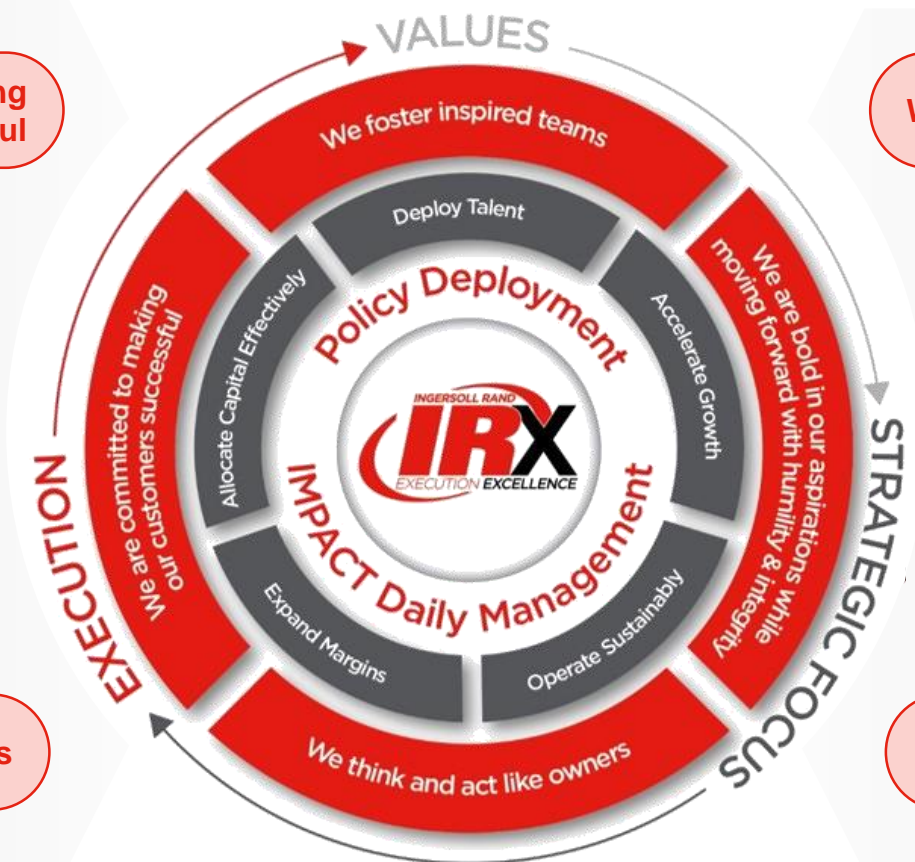 VALUES
ng
ul
W
We foster inspired teams
Deploy Talent
Allocate Capital Effectively
Accelerate Growth
We are committed to making
our customers successful
We are bold in our aspirations while
moving forward with humility & integrity
Policy Deployment
INGERSOLL RAND
IRX
EXECUTION EXCELLENCE
IMPACT Daily Management
EXECUTION
STRATEGIC FOCUS
Expand Margins
Operate Sustainably
We think and act like owners
s